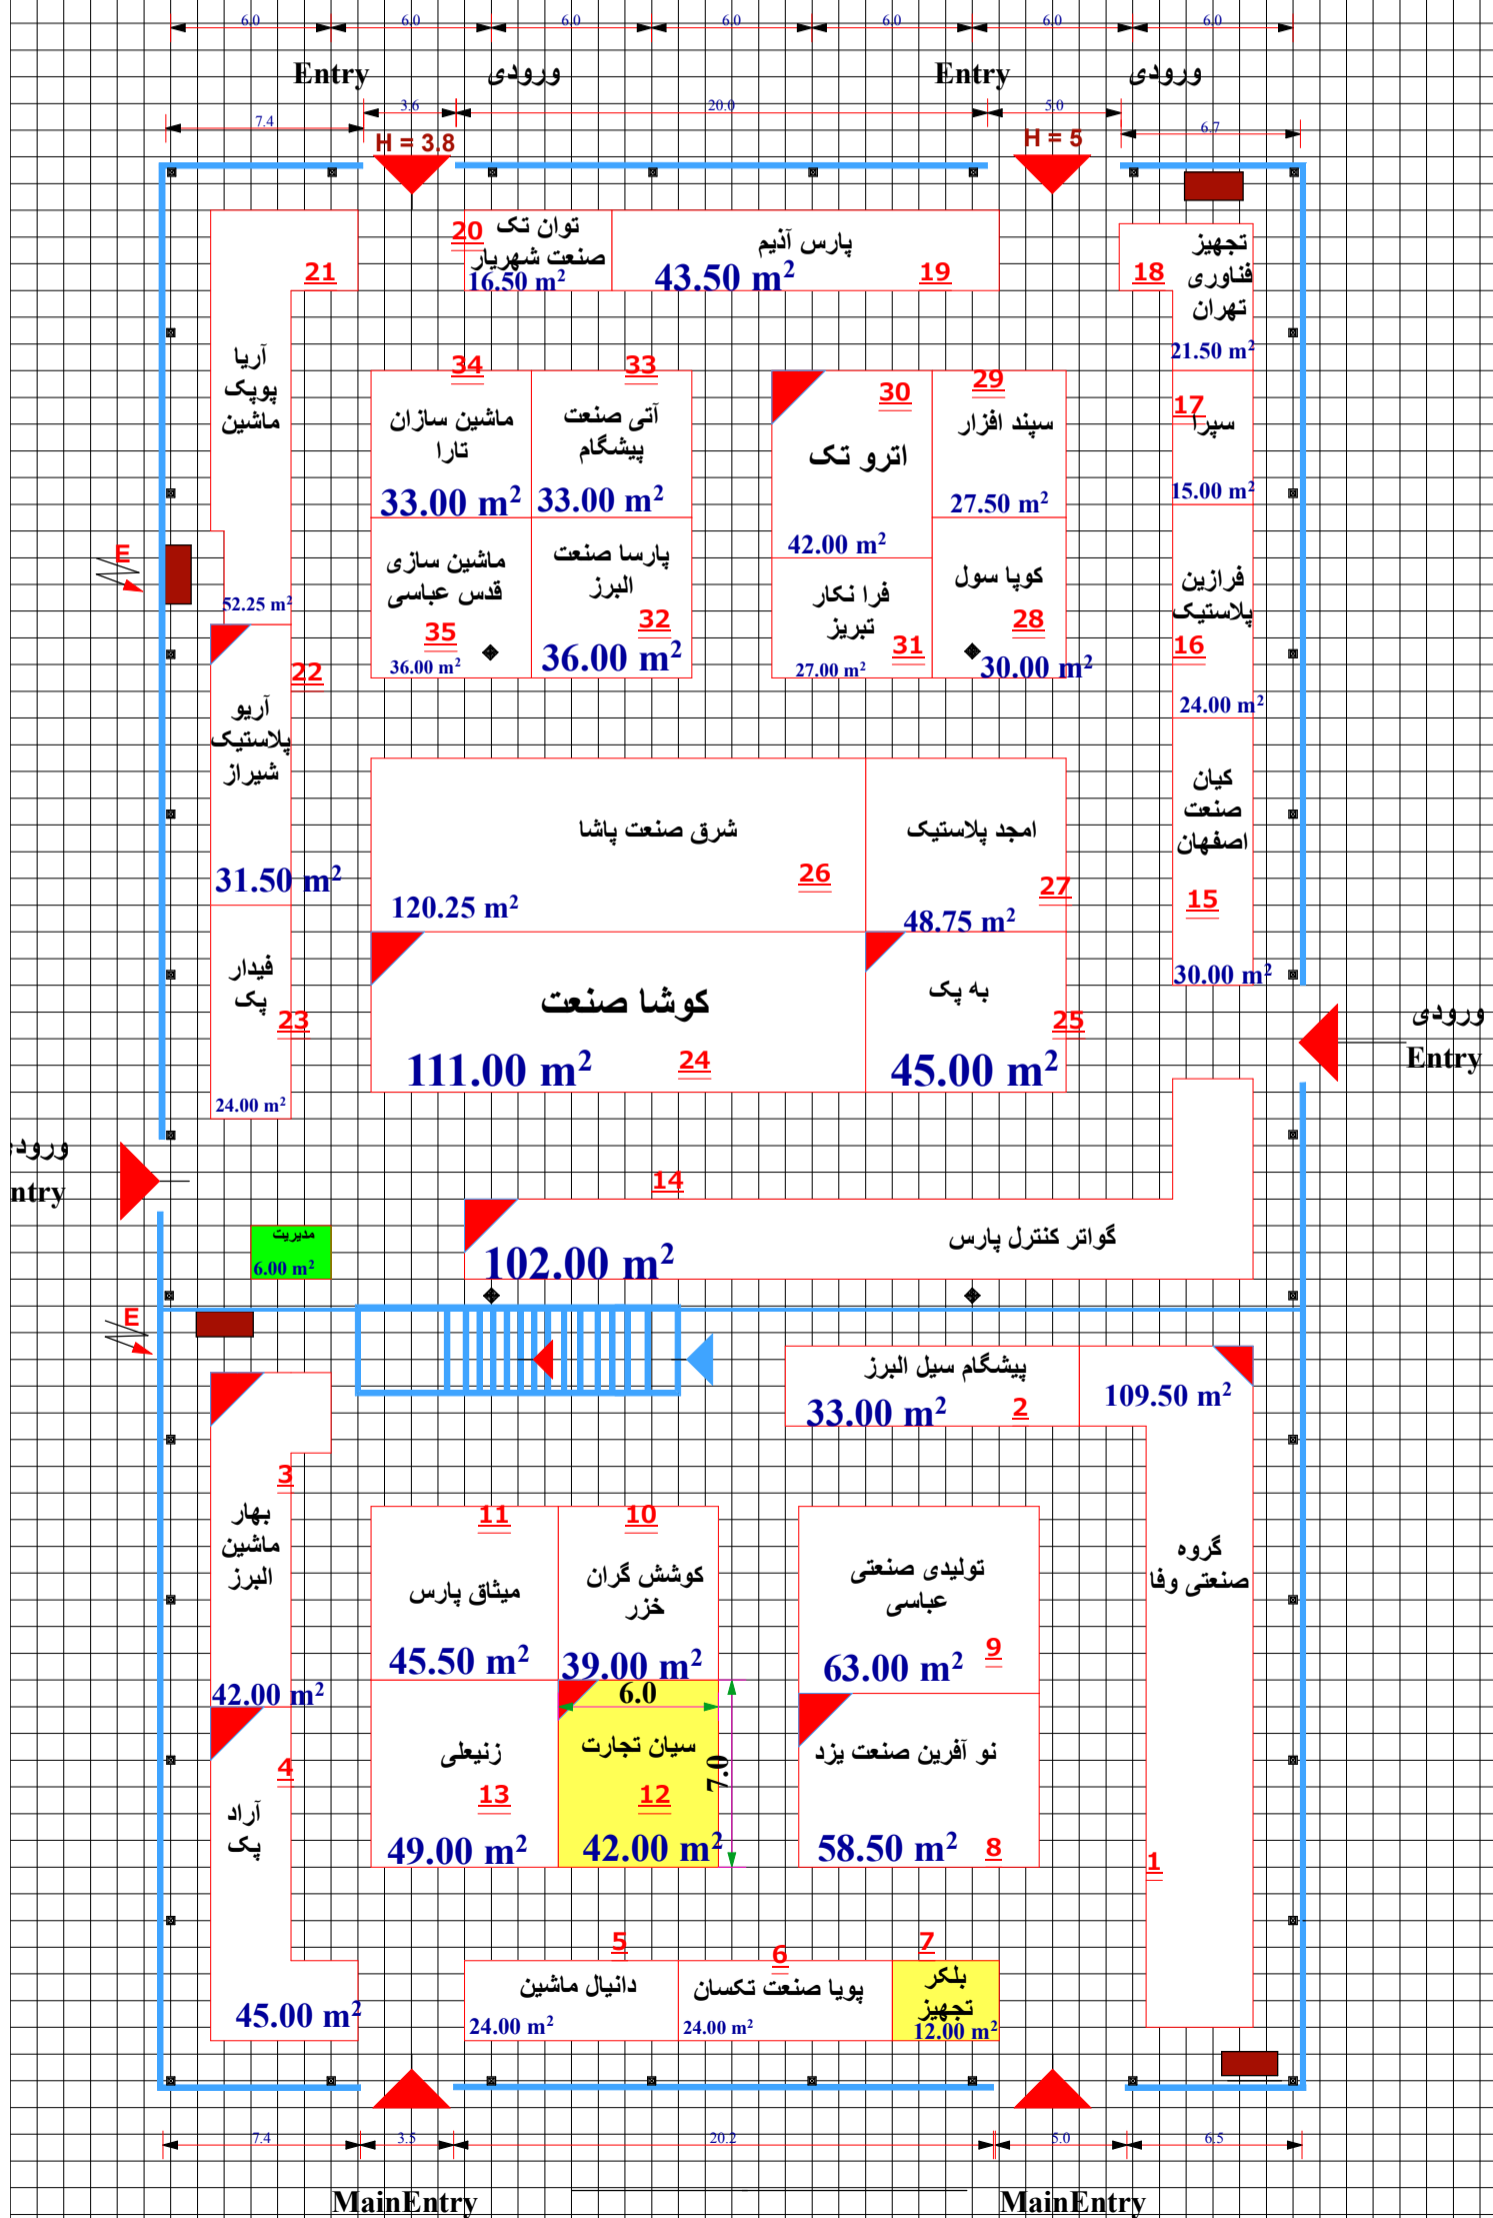 6.0 6.0 6.0 6.0 6.0 6.0 6.0
Entry ورودی Entry ورودی
7.4 3.6 20.0 5.0 6.7
H = 3.8 H = 5
21
آریا
پوپک
ماشین
52.25 m²
20
توان تک
صنعت شهریار
16.50 m²
پارس آذیم
43.50 m²
19
18
تجهیز
فناوری
تهران
21.50 m²
34
ماشین سازان
تارا
33.00 m²
33
آتی صنعت
پیشگام
33.00 m²
30
اترو تک
42.00 m²
29
سپند افزار
27.50 m²
17
سپرا
15.00 m²
ماشین سازی
قدس عباسی
35
36.00 m²
پارسا صنعت
البرز
32
36.00 m²
فرا نکار
تبریز
31
27.00 m²
کوپا سول
28
30.00 m²
فرازین
پلاستیک
16
24.00 m²
E
22
آریو
پلاستیک
شیراز
31.50 m²
شرق صنعت پاشا
26
120.25 m²
امجد پلاستیک
27
48.75 m²
کیان
صنعت
اصفهان
15
30.00 m²
فیدار
پک
23
24.00 m²
کوشا صنعت
24
111.00 m²
به پک
25
45.00 m²
ورودی
Entry
ورودی
ntry
14
گواتر کنترل پارس
102.00 m²
مدیریت
6.00 m²
E
پیشگام سیل البرز
33.00 m²
2
109.50 m²
گروه
صنعتی وفا
1
3
بهار
ماشین
البرز
42.00 m²
11
میثاق پارس
45.50 m²
10
کوشش گران
خزر
39.00 m²
تولیدی صنعتی
عباسی
9
63.00 m²
4
آراد
پک
45.00 m²
زنیعلی
13
49.00 m²
6.0
7.0
سیان تجارت
12
42.00 m²
نو آفرین صنعت یزد
58.50 m²
8
5
دانیال ماشین
24.00 m²
6
پویا صنعت تکسان
24.00 m²
7
بلکر
تجهیز
12.00 m²
7.4 3.5 20.2 5.0 6.5
MainEntry MainEntry